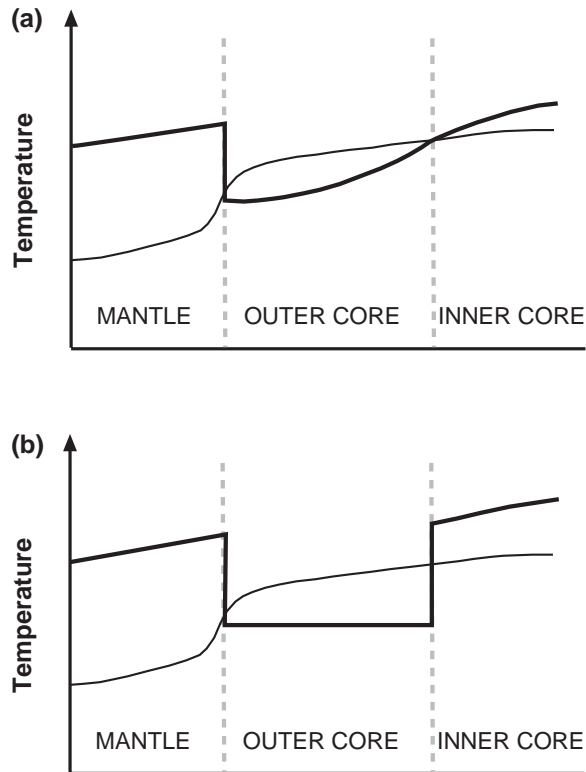 (a)
Temperature
MANTLE OUTER CORE INNER CORE
(b)
Temperature
MANTLE OUTER CORE INNER CORE